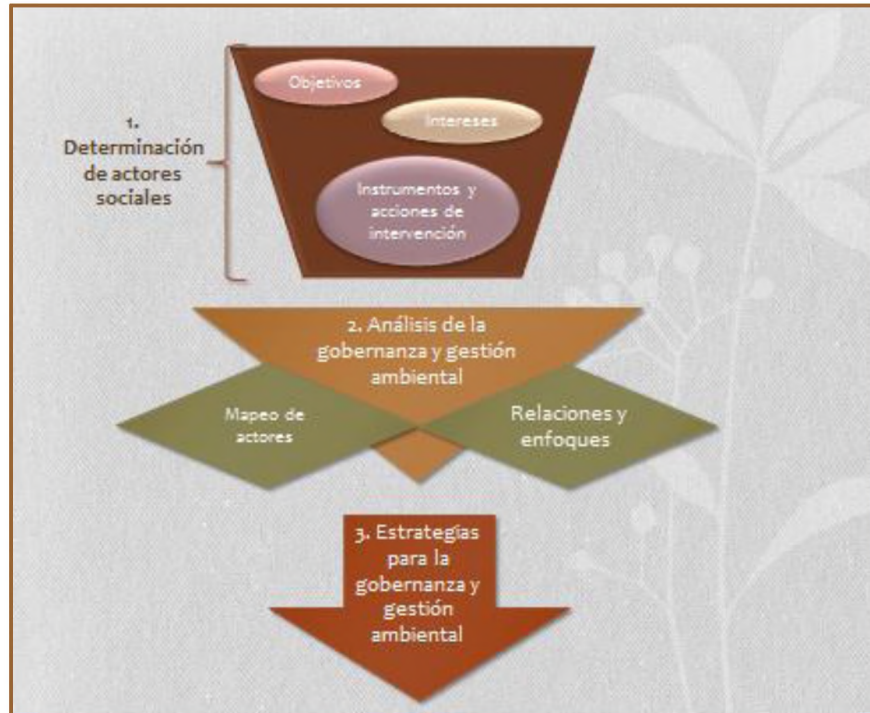 1.
Determinación
de actores
sociales
Objetivos
Intereses
Instrumentos y
acciones de
intervención
2. Análisis de la
gobernanza y gestión
ambiental
Mapeo de
actores
Relaciones y
enfoques
3. Estrategias
para la
gobernanza y
gestión
ambiental